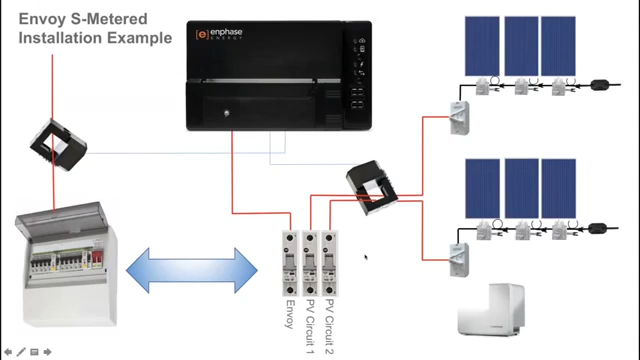 Envoy S-Metered
Installation Example
[e] enphase
ENERGY
Envoy
PV Circuit 1
PV Circuit 2